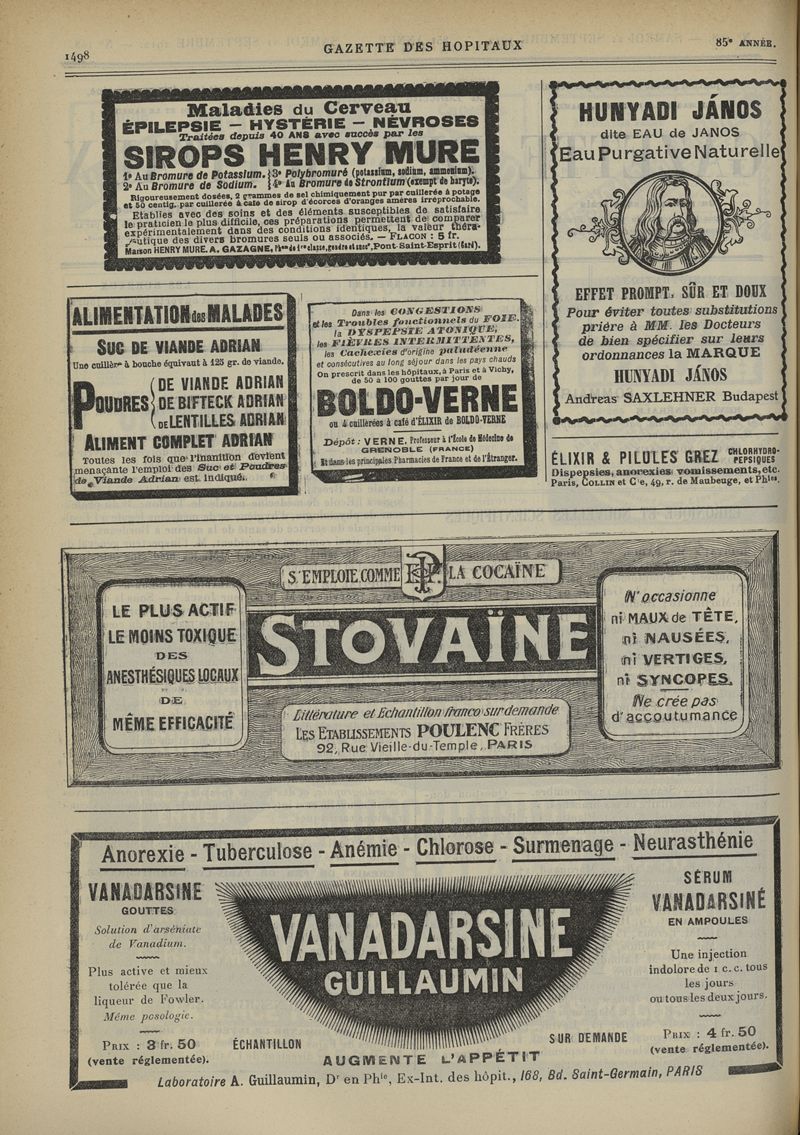 1498
GAZETTE DES HOPITAUX
85e ANNÉE.
Maladies du Cerveau
ÉPILEPSIE — HYSTÉRIE — NÉVROSES
Traitées depuis 40 ANS avec succès par les
SIROPS HENRY MURE
1° Au Bromure de Potassium. 3° Polybromuré (potassium, sodium, ammonium).
2° Au Bromure de Sodium. 4° Au Bromure de Strontium (exempt de baryte).
Rigoureusement dosées, 2 grammes de sel chimiquement pur par cuillerée à potage
et 50 centig. par cuillerée à café de sirop d'écorces d'oranges amères irréprochable.
Etablies avec des soins et des éléments susceptibles de satisfaire
le praticien le plus difficile, ces préparations permettent de comparer
expérimentalement dans des conditions identiques, la valeur théra-
peutique des divers bromures seuls ou associés. — FLACON : 5 fr.
Maison HENRY MURE. A. GAZAGNE, Phen de 1re classe, gendre et succr, Pont-Saint-Esprit (Gard).
HUNYADI JÁNOS
dite EAU de JANOS
Eau Purgative Naturelle
EFFET PROMPT, SÛR ET DOUX
Pour éviter toutes substitutions
prière à MM. les Docteurs
de bien spécifier sur leurs
ordonnances la MARQUE
HUNYADI JÁNOS
Andreas SAXLEHNER Budapest
ALIMENTATION des MALADES
SUC DE VIANDE ADRIAN
Une cuillère à bouche équivaut à 125 gr. de viande.
POUDRES
DE VIANDE ADRIAN
DE BIFTECK ADRIAN
DE LENTILLES ADRIAN
ALIMENT COMPLET ADRIAN
Toutes les fois que l'inanition devient
menaçante l'emploi des Suc et Poudres
de Viande Adrian est indiqué.
Dans les CONGESTIONS
et les Troubles fonctionnels du FOIE,
la DYSPEPSIE ATONIQUE,
les FIÈVRES INTERMITTENTES,
les Cachexies d'origine paludéenne
et consécutives au long séjour dans les pays chauds
On prescrit dans les hôpitaux, à Paris et à Vichy,
de 50 à 100 gouttes par jour de
BOLDO-VERNE
ou 4 cuillerées à café d'ÉLIXIR de BOLDO-VERNE
Dépôt : VERNE, Professeur à l'École de Médecine de
GRENOBLE (FRANCE)
Et dans les principales Pharmacies de France et de l'Étranger.
ÉLIXIR & PILULES GREZ CHLORHYDRO-PEPSIQUES
Dispepsies, anorexies vomissements, etc.
Paris, COLLIN et Cie, 49, r. de Maubeuge, et Phies.
S'EMPLOIE COMME LA COCAÏNE
STOVAÏNE
LE PLUS ACTIF
LE MOINS TOXIQUE
DES
ANESTHÉSIQUES LOCAUX
DE
MÊME EFFICACITÉ
N'occasionne
ni MAUX de TÊTE,
ni NAUSÉES,
ni VERTIGES,
ni SYNCOPES,
Ne crée pas
d'accoutumance
Littérature et Echantillon franco sur demande
LES ETABLISSEMENTS POULENC FRÈRES
92, Rue Vieille-du-Temple, PARIS
Anorexie - Tuberculose - Anémie - Chlorose - Surmenage - Neurasthénie
VANADARSINE
GOUTTES
Solution d'arséniate
de Vanadium.
Plus active et mieux
tolérée que la
liqueur de Fowler.
Même posologie.
PRIX : 3 fr. 50
(vente réglementée).
VANADARSINE
GUILLAUMIN
ÉCHANTILLON
SUR DEMANDE
AUGMENTE L'APPÉTIT
SÉRUM
VANADARSINÉ
EN AMPOULES
Une injection
indolore de 1 c. c. tous
les jours
ou tous les deux jours.
PRIX : 4 fr. 50
(vente réglementée).
Laboratoire A. Guillaumin, Dr en Phie, Ex-Int. des hôpit., 168, Bd. Saint-Germain, PARIS